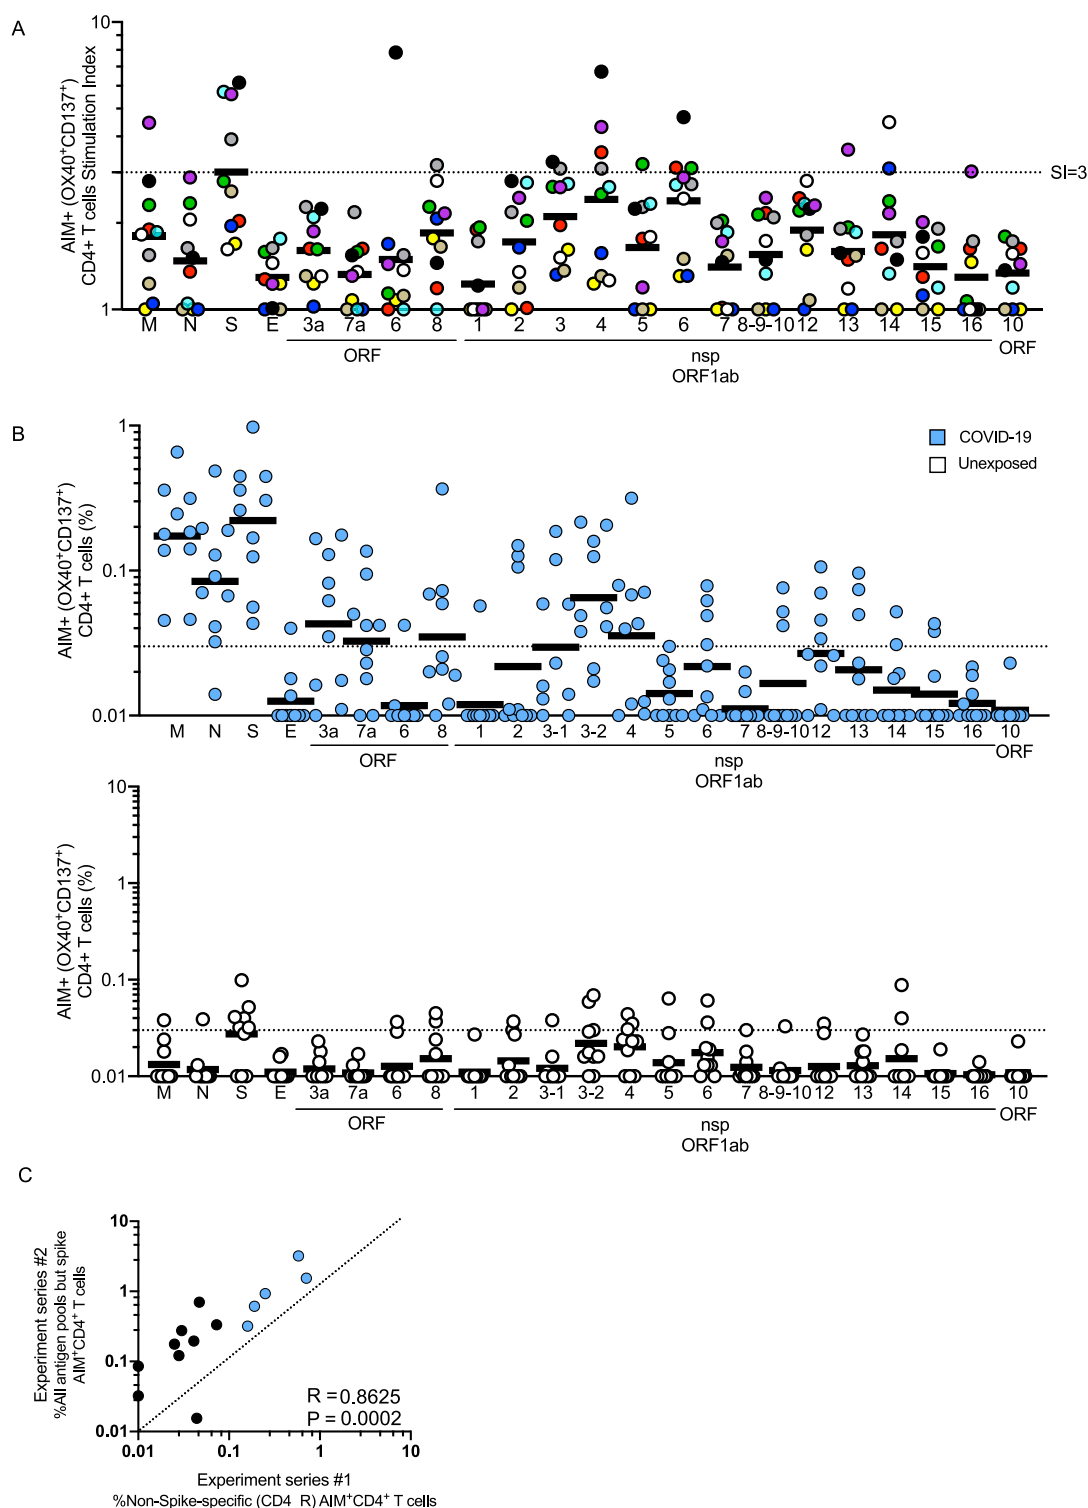 A
10
1
AIM+ (OX40+CD137+)
CD4+ T cells Stimulation Index
SI=3
M N S E 3a 7a 6 8 1 2 3 4 5 6 7 8-9-10 12 13 14 15 16 10
ORF
nsp
ORF1ab
ORF
B
1
0.1
0.01
AIM+ (OX40+CD137+)
CD4+ T cells (%)
COVID-19
Unexposed
M N S E 3a 7a 6 8 1 2 3-1 3-2 4 5 6 7 8-9-10 12 13 14 15 16 10
ORF
nsp
ORF1ab
ORF
10
1
0.1
0.01
AIM+ (OX40+CD137+)
CD4+ T cells (%)
M N S E 3a 7a 6 8 1 2 3-1 3-2 4 5 6 7 8-9-10 12 13 14 15 16 10
ORF
nsp
ORF1ab
ORF
C
10
1
0.1
0.01
Experiment series #2
%All antigen pools but spike
AIM+CD4+ T cells
R = 0.8625
P = 0.0002
0.01 0.1 1 10
Experiment series #1
%Non-Spike-specific (CD4 R) AIM+CD4+ T cells